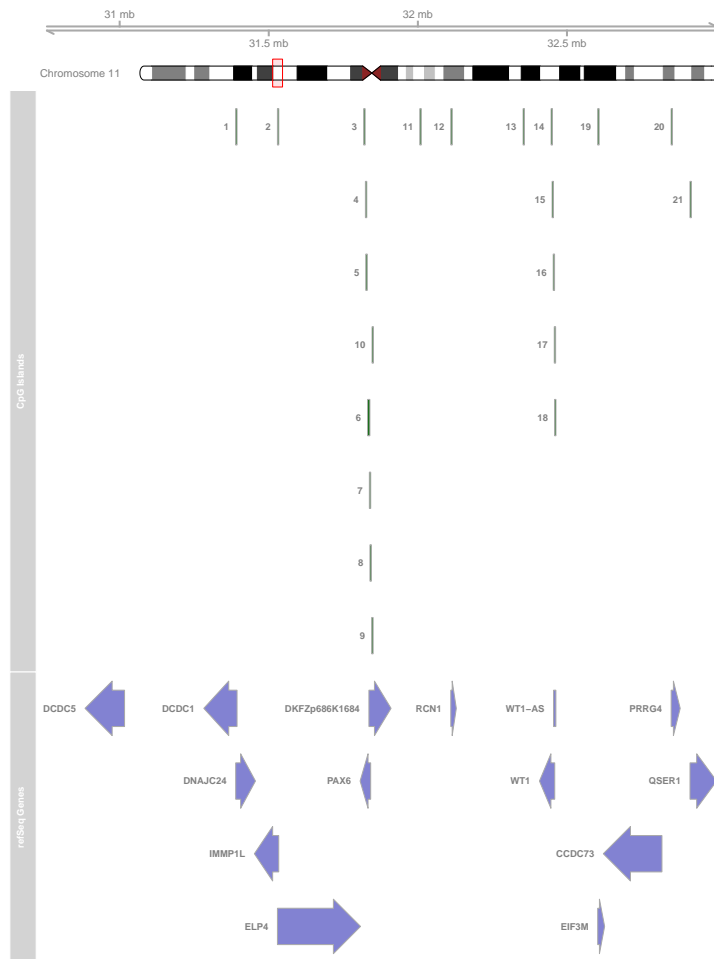 31 mb 32 mb
31.5 mb 32.5 mb
Chromosome 11
CpG Islands
1 2 3 11 12 13 14 19 20
4 15 21
5 16
10 17
6 18
7
8
9
refSeq Genes
DCDC5 DCDC1 DKFZp686K1684 RCN1 WT1−AS PRRG4
DNAJC24 PAX6 WT1 QSER1
IMMP1L CCDC73
ELP4 EIF3M